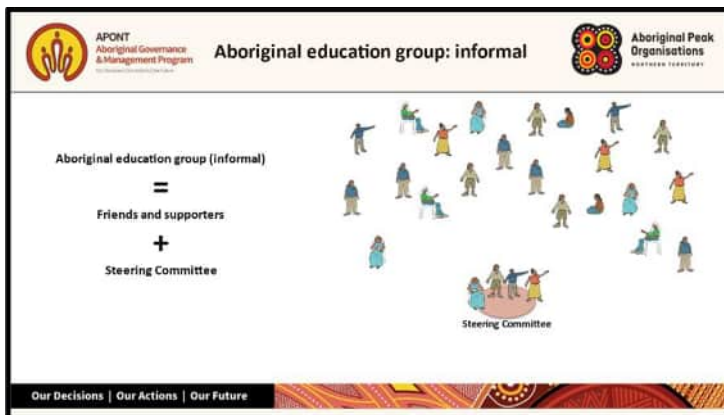 APONT
Aboriginal Governance
& Management Program
Aboriginal education group: informal
Aboriginal Peak
Organisations
NORTHERN TERRITORY
Aboriginal education group (informal)
=
Friends and supporters
+
Steering Committee
Steering Committee
Our Decisions | Our Actions | Our Future